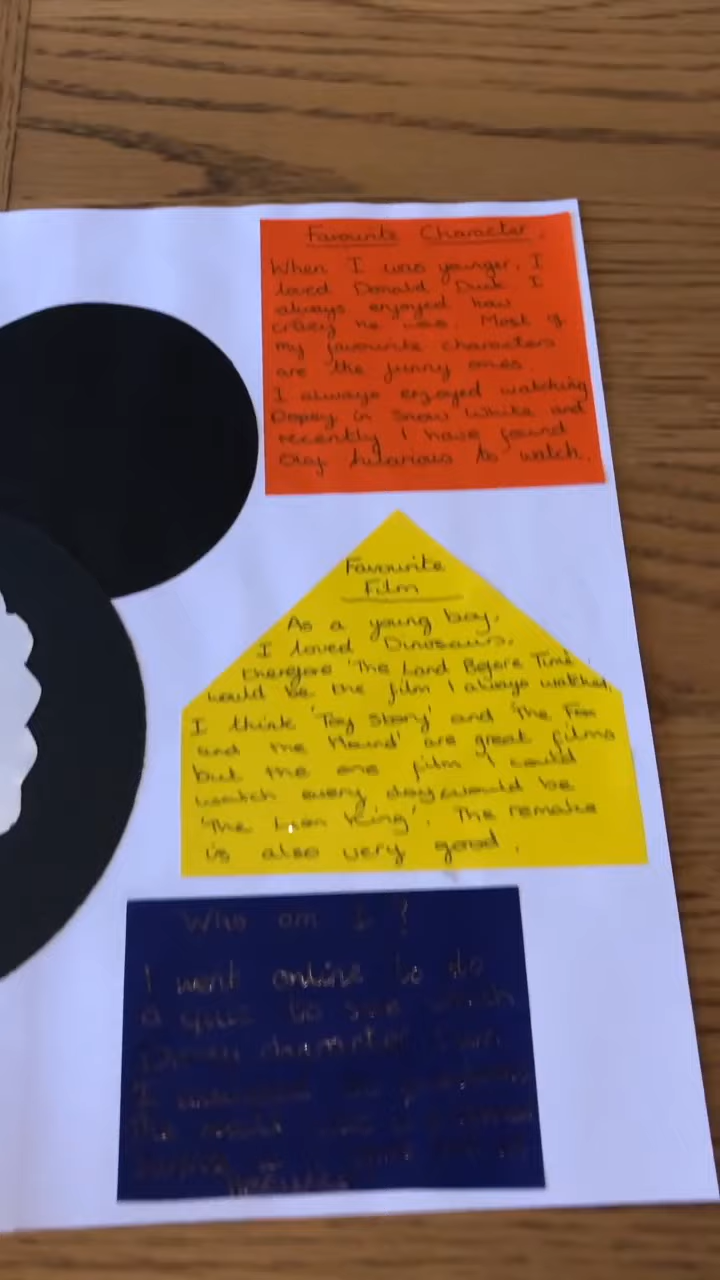 Favourite Character.
When I was younger, I
loved Donald Duck I
always enjoyed how
crazy he was. Most of
my favourite characters
are the funny ones.
I always enjoyed watching
Dopey in Snow White and
recently I have found
Olaf hilarious to watch.
Favourite
Film
As a young boy,
I loved Dinosaurs,
therefore 'The Land Before Time'
would be the film I always watched.
I think 'Toy Story' and 'The Fox
and the Hound' are great films
but the one film I could
watch every day would be
'The Lion King'. The remake
is also very good.
Who am I?
I went online to do
a quiz to see which
Disney character I am.
I
The